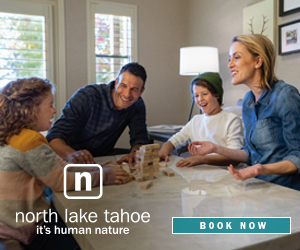 n
north lake tahoe
it's human nature
BOOK NOW